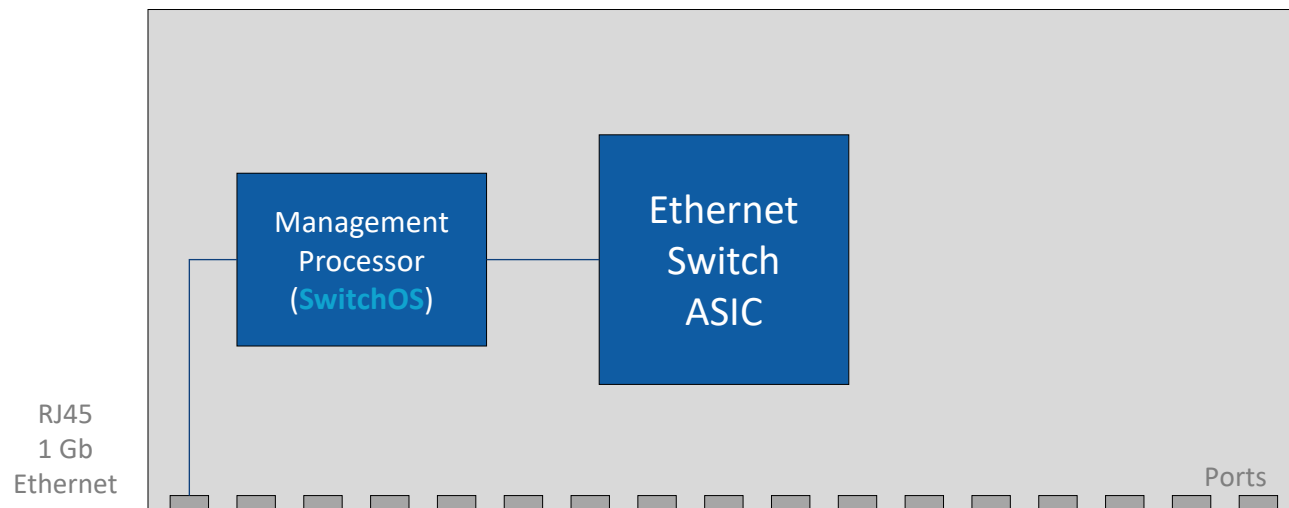 Management
Processor
(SwitchOS)
Ethernet
Switch
ASIC
RJ45
1 Gb
Ethernet
Ports